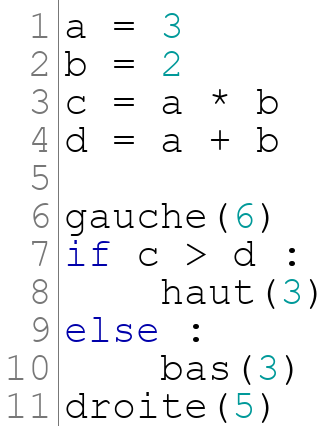 1 a = 3
2 b = 2
3 c = a * b
4 d = a + b
5
6 gauche(6)
7 if c > d :
8     haut(3)
9 else :
10     bas(3)
11 droite(5)